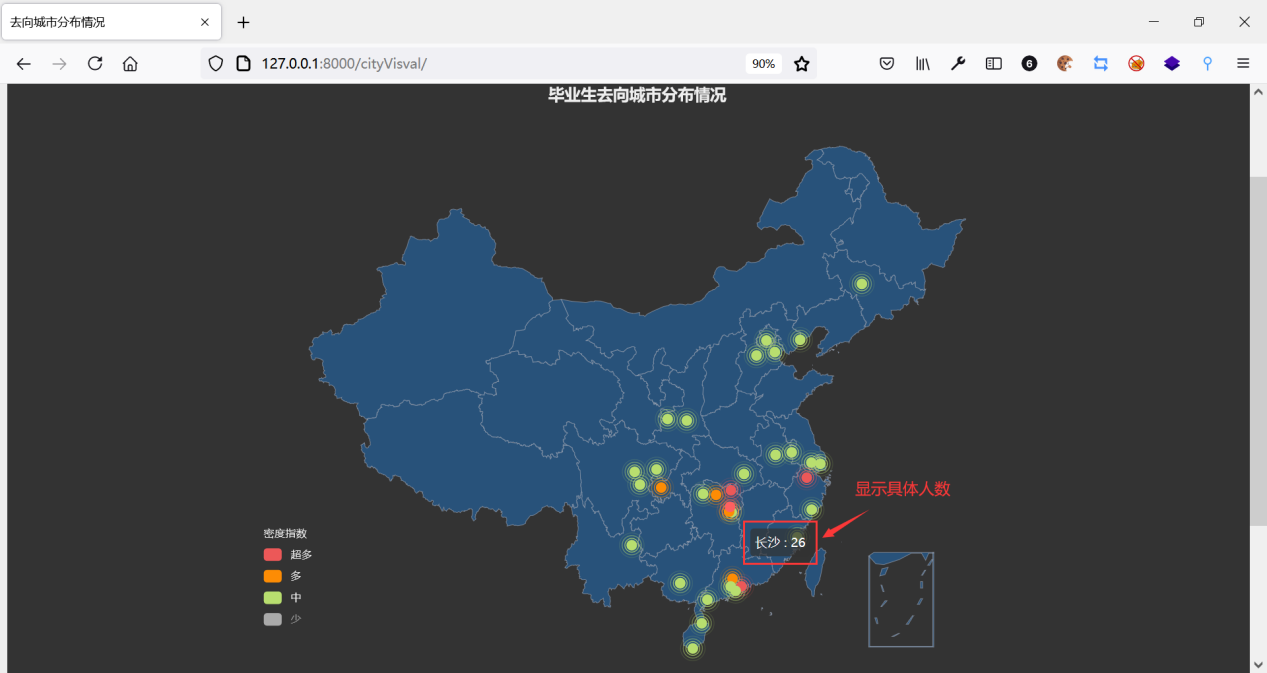 去向城市分布情况
127.0.0.1:8000/cityVisval/
90%
6
毕业生去向城市分布情况
显示具体人数
长沙 : 26
密度指数
超多
多
中
少